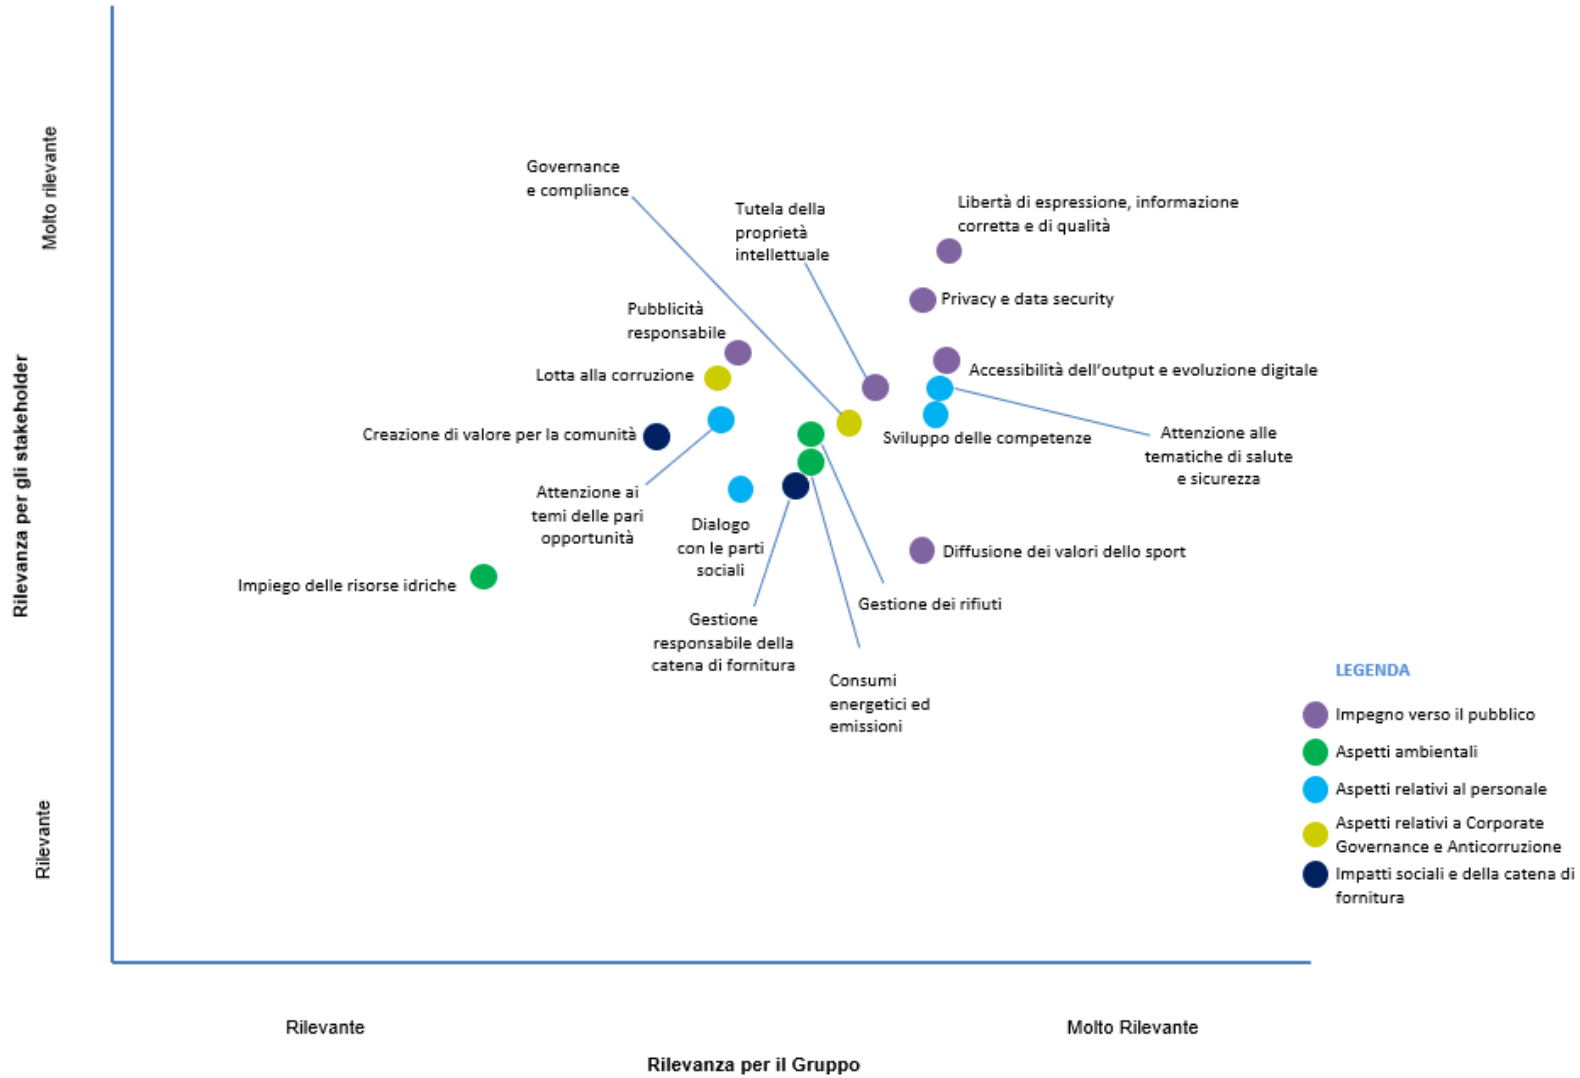 Molto rilevante
Rilevanza per gli stakeholder
Rilevante
Governance
e compliance
Tutela della
proprietà
intellettuale
Libertà di espressione, informazione
corretta e di qualità
Privacy e data security
Pubblicità
responsabile
Lotta alla corruzione
Accessibilità dell'output e evoluzione digitale
Creazione di valore per la comunità
Sviluppo delle competenze
Attenzione alle
tematiche di salute
e sicurezza
Attenzione ai
temi delle pari
opportunità
Dialogo
con le parti
sociali
Diffusione dei valori dello sport
Impiego delle risorse idriche
Gestione dei rifiuti
Gestione
responsabile della
catena di fornitura
Consumi
energetici ed
emissioni
LEGENDA
Impegno verso il pubblico
Aspetti ambientali
Aspetti relativi al personale
Aspetti relativi a Corporate
Governance e Anticorruzione
Impatti sociali e della catena di
fornitura
Rilevante
Molto Rilevante
Rilevanza per il Gruppo